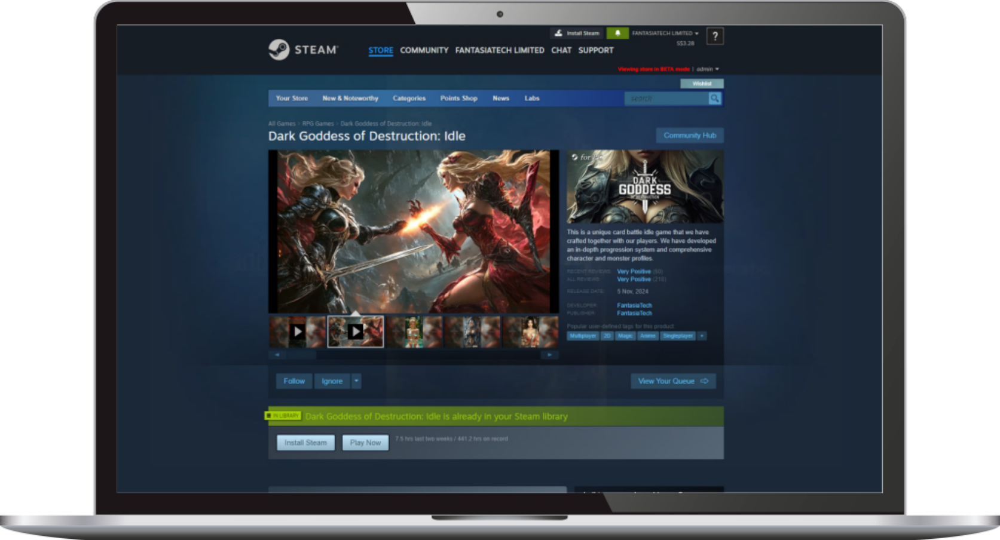 Install Steam
FANTASIATECH LIMITED
?
S$3.28
STEAM
STORE COMMUNITY FANTASIATECH LIMITED CHAT SUPPORT
Viewing store in BETA mode | admin
Wishlist
Your Store New & Noteworthy Categories Points Shop News Labs
search
All Games > RPG Games > Dark Goddess of Destruction: Idle
Dark Goddess of Destruction: Idle
Community Hub
for PC
DARK
GODDESS
OF DESTRUCTION
This is a unique card battle idle game that we have
crafted together with our players. We have developed
an in-depth progression system and comprehensive
character and monster profiles.
RECENT REVIEWS: Very Positive (60)
ALL REVIEWS: Very Positive (218)
RELEASE DATE: 5 Nov, 2024
DEVELOPER: FantasiaTech
PUBLISHER: FantasiaTech
Popular user-defined tags for this product:
Multiplayer 2D Magic Anime Singleplayer +
Follow Ignore
View Your Queue
IN LIBRARY Dark Goddess of Destruction: Idle is already in your Steam library
Install Steam Play Now 7.5 hrs last two weeks / 441.2 hrs on record